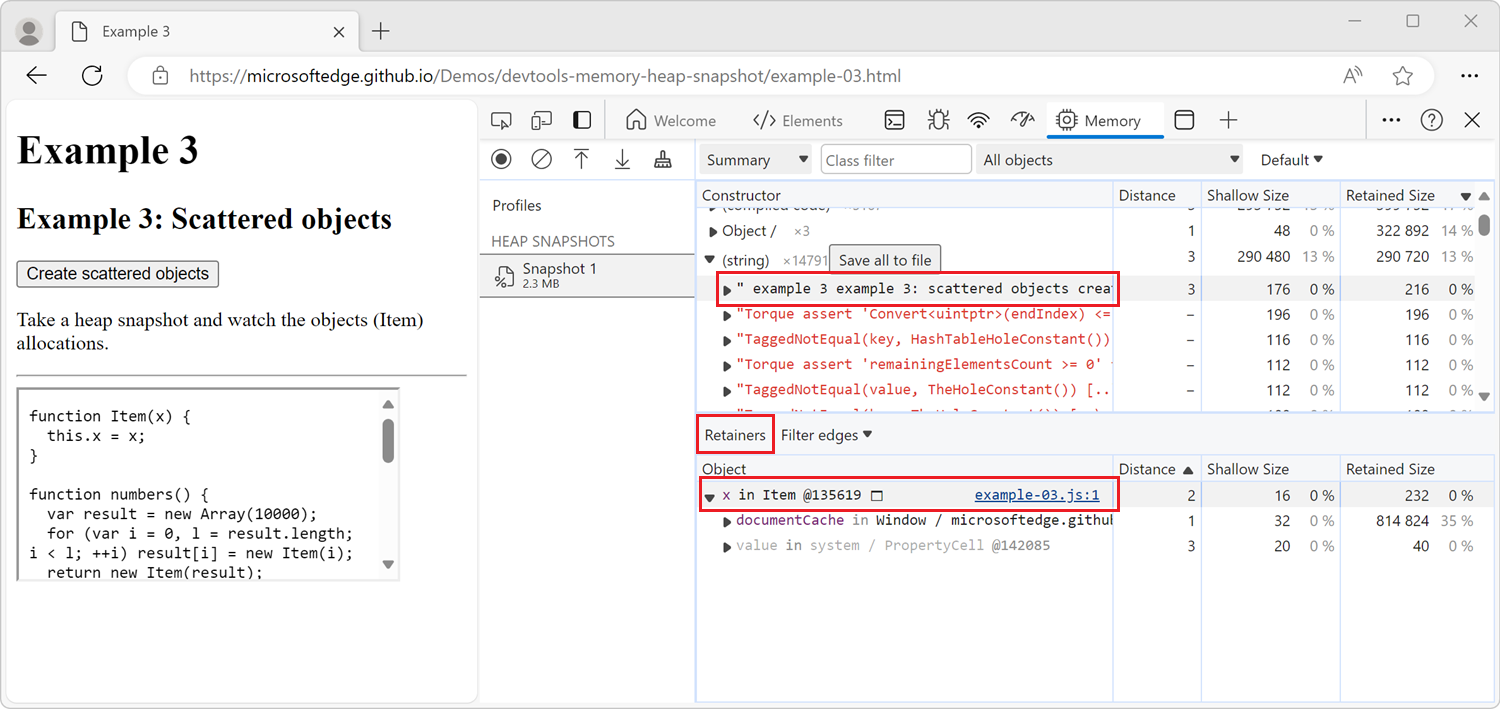 Example 3
https://microsoftedge.github.io/Demos/devtools-memory-heap-snapshot/example-03.html
Example 3
Example 3: Scattered objects
Create scattered objects
Take a heap snapshot and watch the objects (Item)
allocations.
function Item(x) {
this.x = x;
}
function numbers() {
var result = new Array(10000);
for (var i = 0, l = result.length;
i < l; ++i) result[i] = new Item(i);
return new Item(result);
Welcome
</> Elements
Memory
Profiles
HEAP SNAPSHOTS
Snapshot 1
2.3 MB
Summary
Class filter
All objects
Default
Constructor Distance Shallow Size Retained Size
(compiled code)
Object / ×3 1 48 0 % 322 892 14 %
(string) ×14791 Save all to file 3 290 480 13 % 290 720 13 %
" example 3 example 3: scattered objects crea 3 176 0 % 216 0 %
"Torque assert 'Convert<uintptr>(endIndex) <= – 196 0 % 196 0 %
"TaggedNotEqual(key, HashTableHoleConstant()) – 116 0 % 116 0 %
"Torque assert 'remainingElementsCount >= 0' – 112 0 % 112 0 %
"TaggedNotEqual(value, TheHoleConstant()) [.. – 112 0 % 112 0 %
Retainers Filter edges
Object Distance Shallow Size Retained Size
x in Item @135619 example-03.js:1 2 16 0 % 232 0 %
documentCache in Window / microsoftedge.githu 1 32 0 % 814 824 35 %
value in system / PropertyCell @142085 3 20 0 % 40 0 %